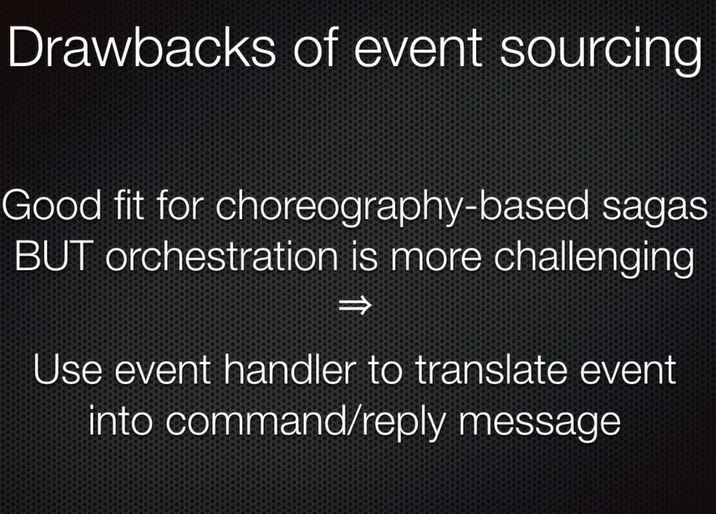 Drawbacks of event sourcing
Good fit for choreography-based sagas
BUT orchestration is more challenging
⇒
Use event handler to translate event
into command/reply message